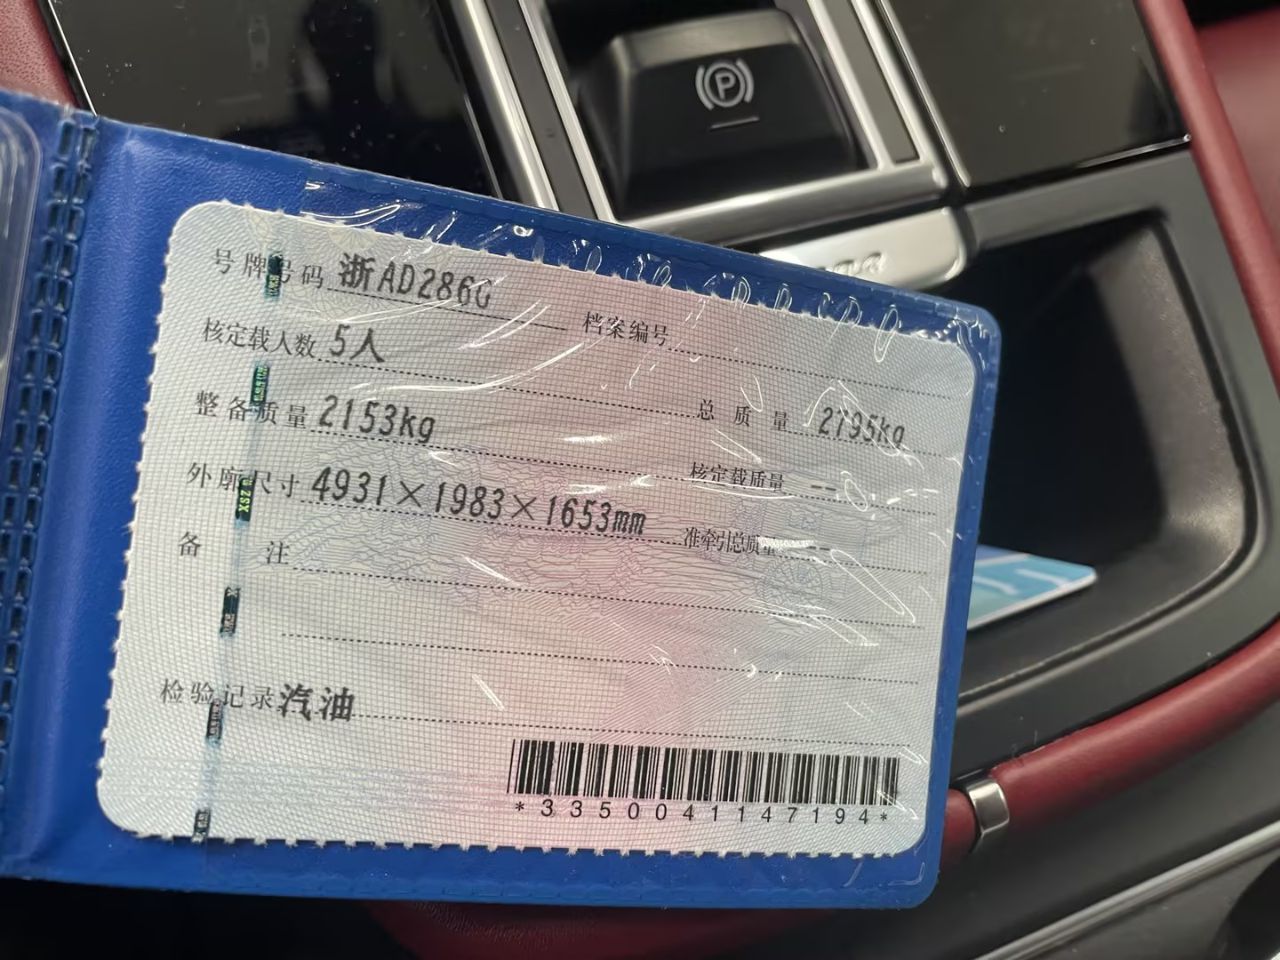 号牌号码 浙AD286G 档案编号
核定载人数 5人
整备质量 2153kg 总质量 2795kg
外廓尺寸 4931×1983×1653mm 核定载质量 --
准牵引总质量 --
备注
检验记录 汽油
*3350041147194*
P